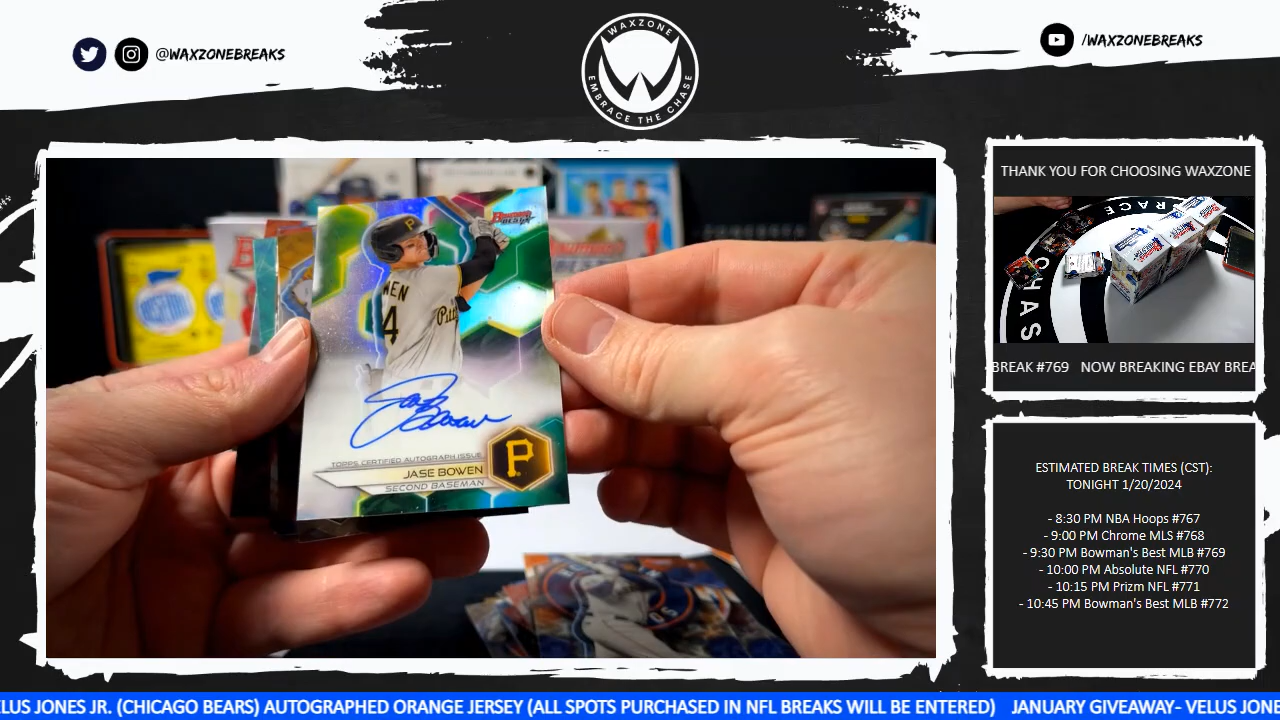 @WAXZONEBREAKS
WAXZONE
EMBRACE THE CHASE
/WAXZONEBREAKS
THANK YOU FOR CHOOSING WAXZONE
BREAK #769 NOW BREAKING EBAY BREA
ESTIMATED BREAK TIMES (CST):
TONIGHT 1/20/2024
- 8:30 PM NBA Hoops #767
- 9:00 PM Chrome MLS #768
- 9:30 PM Bowman's Best MLB #769
- 10:00 PM Absolute NFL #770
- 10:15 PM Prizm NFL #771
- 10:45 PM Bowman's Best MLB #772
P
Bowman's
BEST
WEN
4
Pitt
Jase Bowen
TOPPS CERTIFIED AUTOGRAPH ISSUE
JASE BOWEN
SECOND BASEMAN
P
ELUS JONES JR. (CHICAGO BEARS) AUTOGRAPHED ORANGE JERSEY (ALL SPOTS PURCHASED IN NFL BREAKS WILL BE ENTERED) JANUARY GIVEAWAY- VELUS JONE